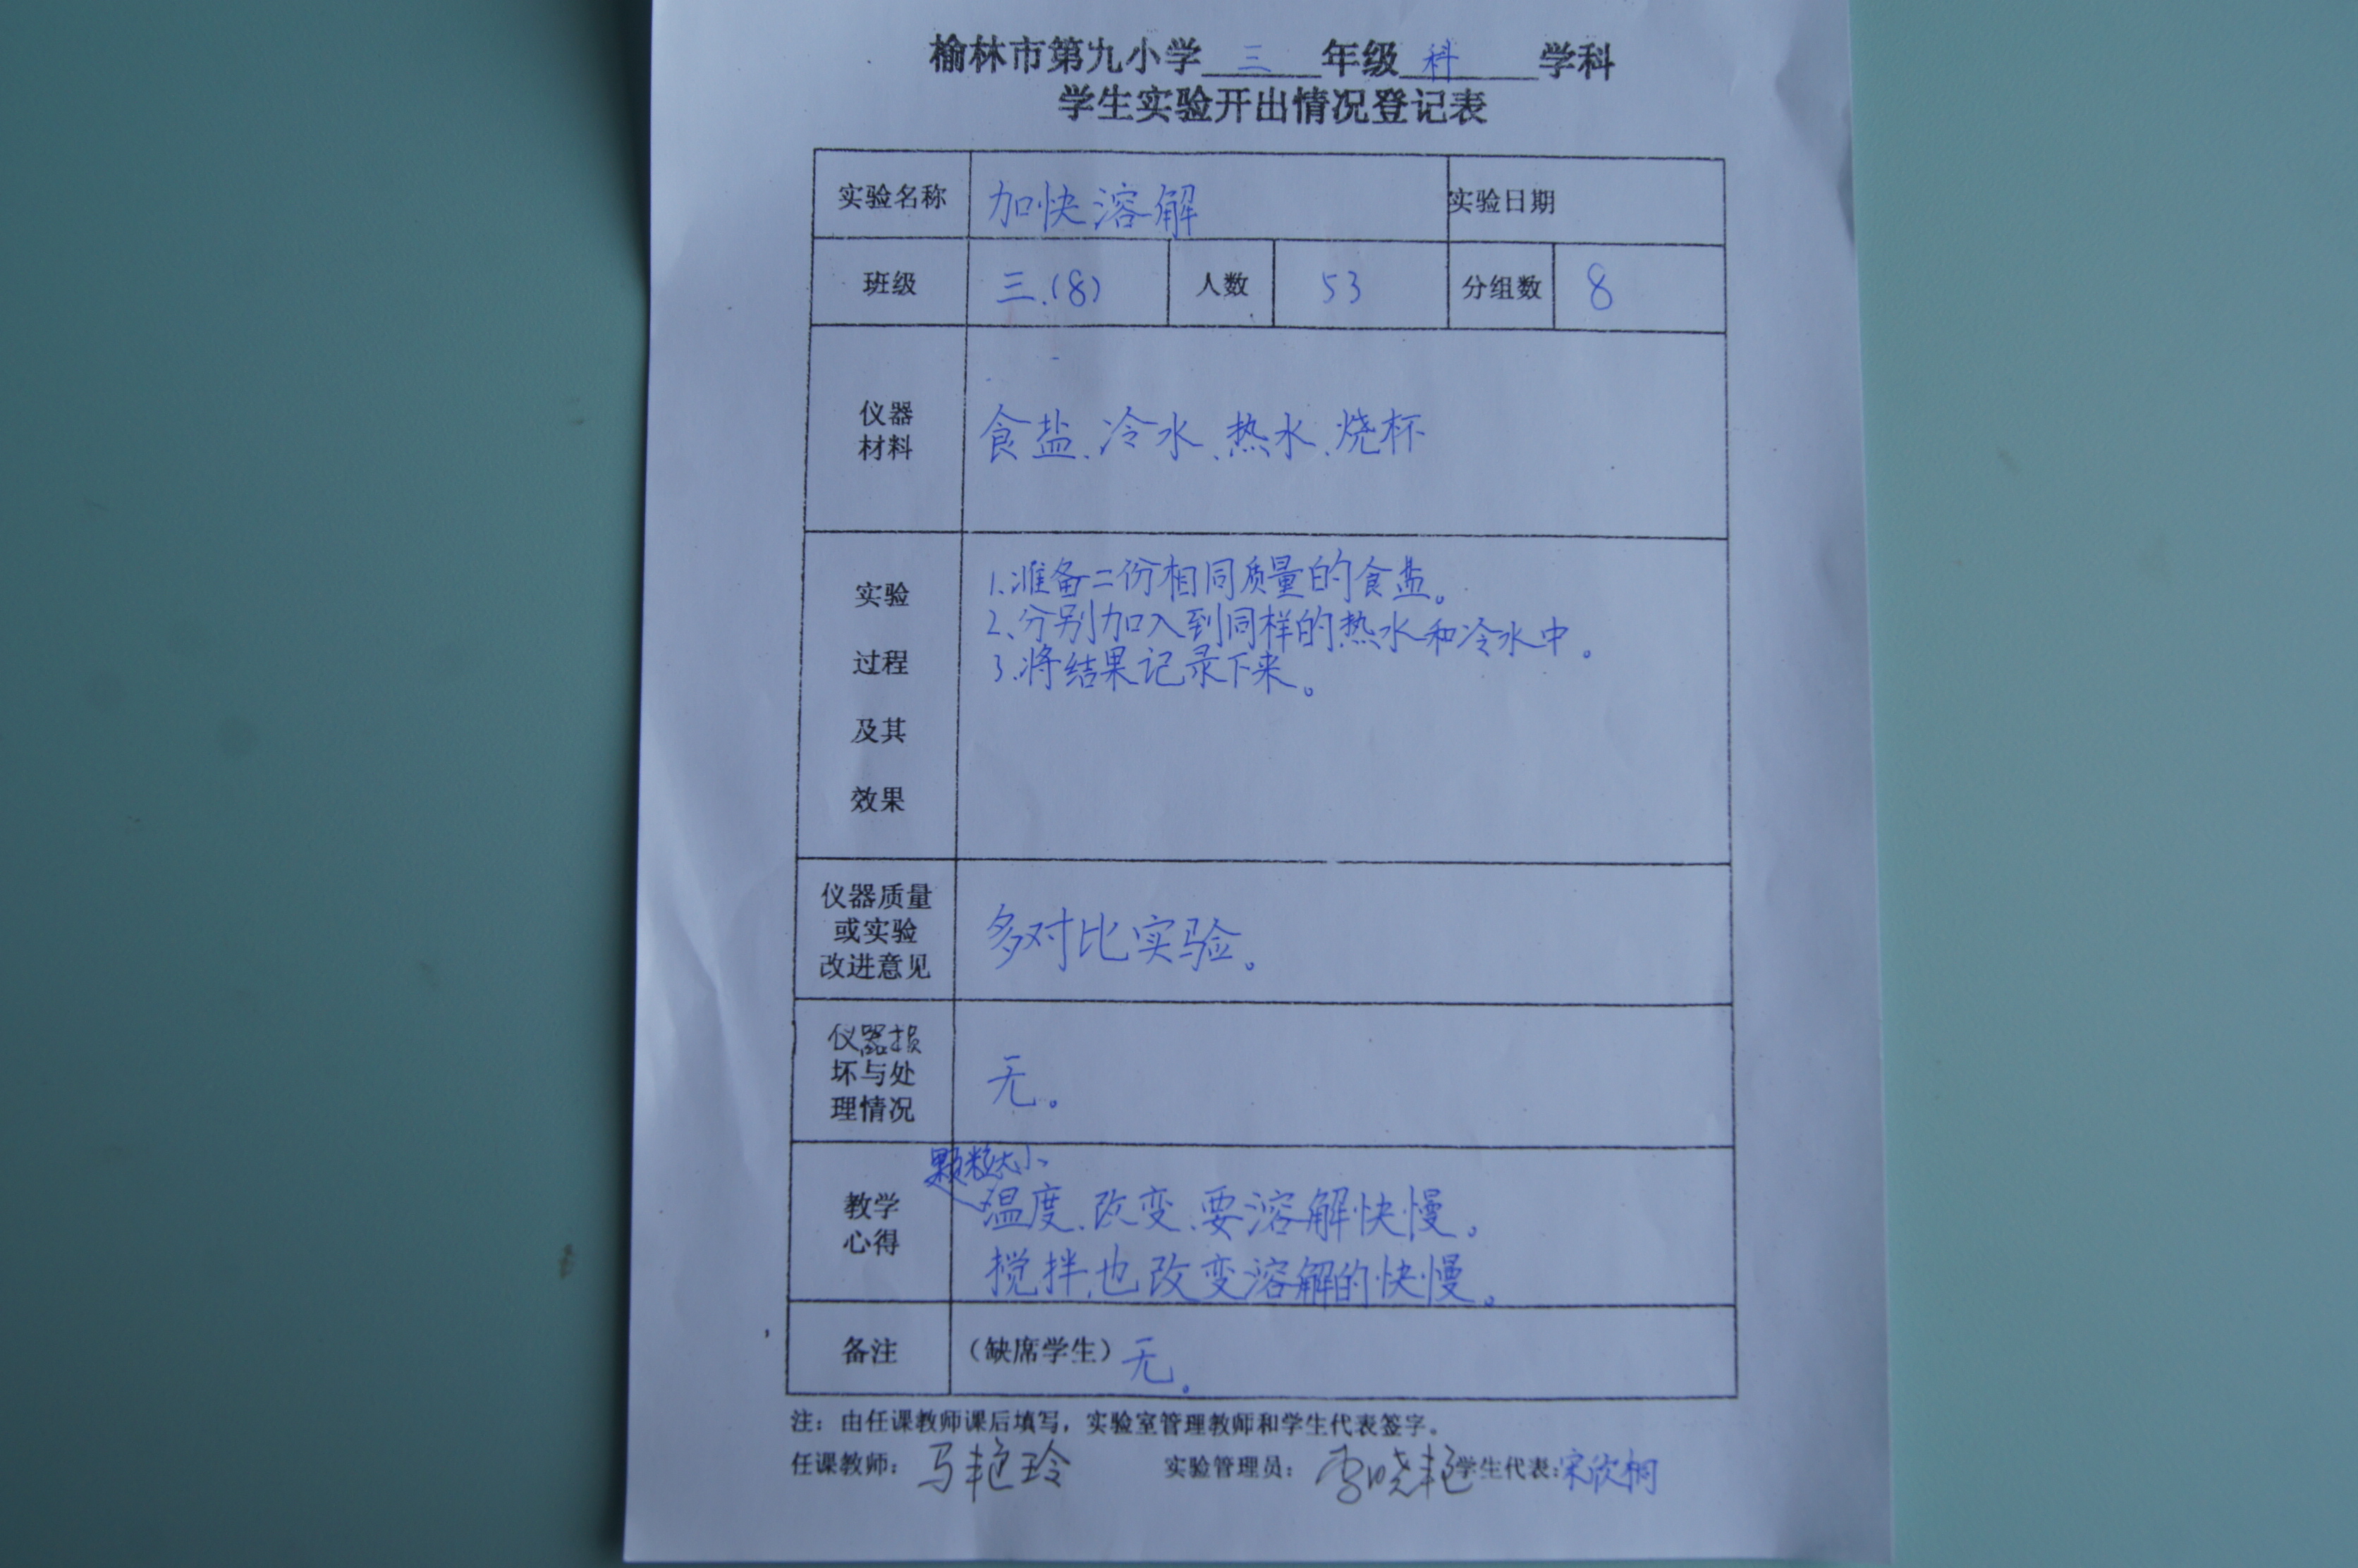 榆林市第九小学 三 年级 科 学科
学生实验开出情况登记表
实验名称 加快溶解 实验日期
班级 三.(8) 人数 53 分组数 8
仪器
材料
食盐、冷水、热水、烧杯
实验
过程
及其
效果
1.准备二份相同质量的食盐。
2、分别加入到同样的热水和冷水中。
3.将结果记录下来。
仪器质量
或实验
改进意见
多对比实验。
仪器损
坏与处
理情况
无。
教学
心得
颗粒大小
温度、改变、要溶解快慢。
搅拌,也改变溶解的快慢。
备注 (缺席学生) 无。
注：由任课教师课后填写，实验室管理教师和学生代表签字。
任课教师： 马艳玲 实验管理员： 李晓艳 学生代表: 宋欣桐